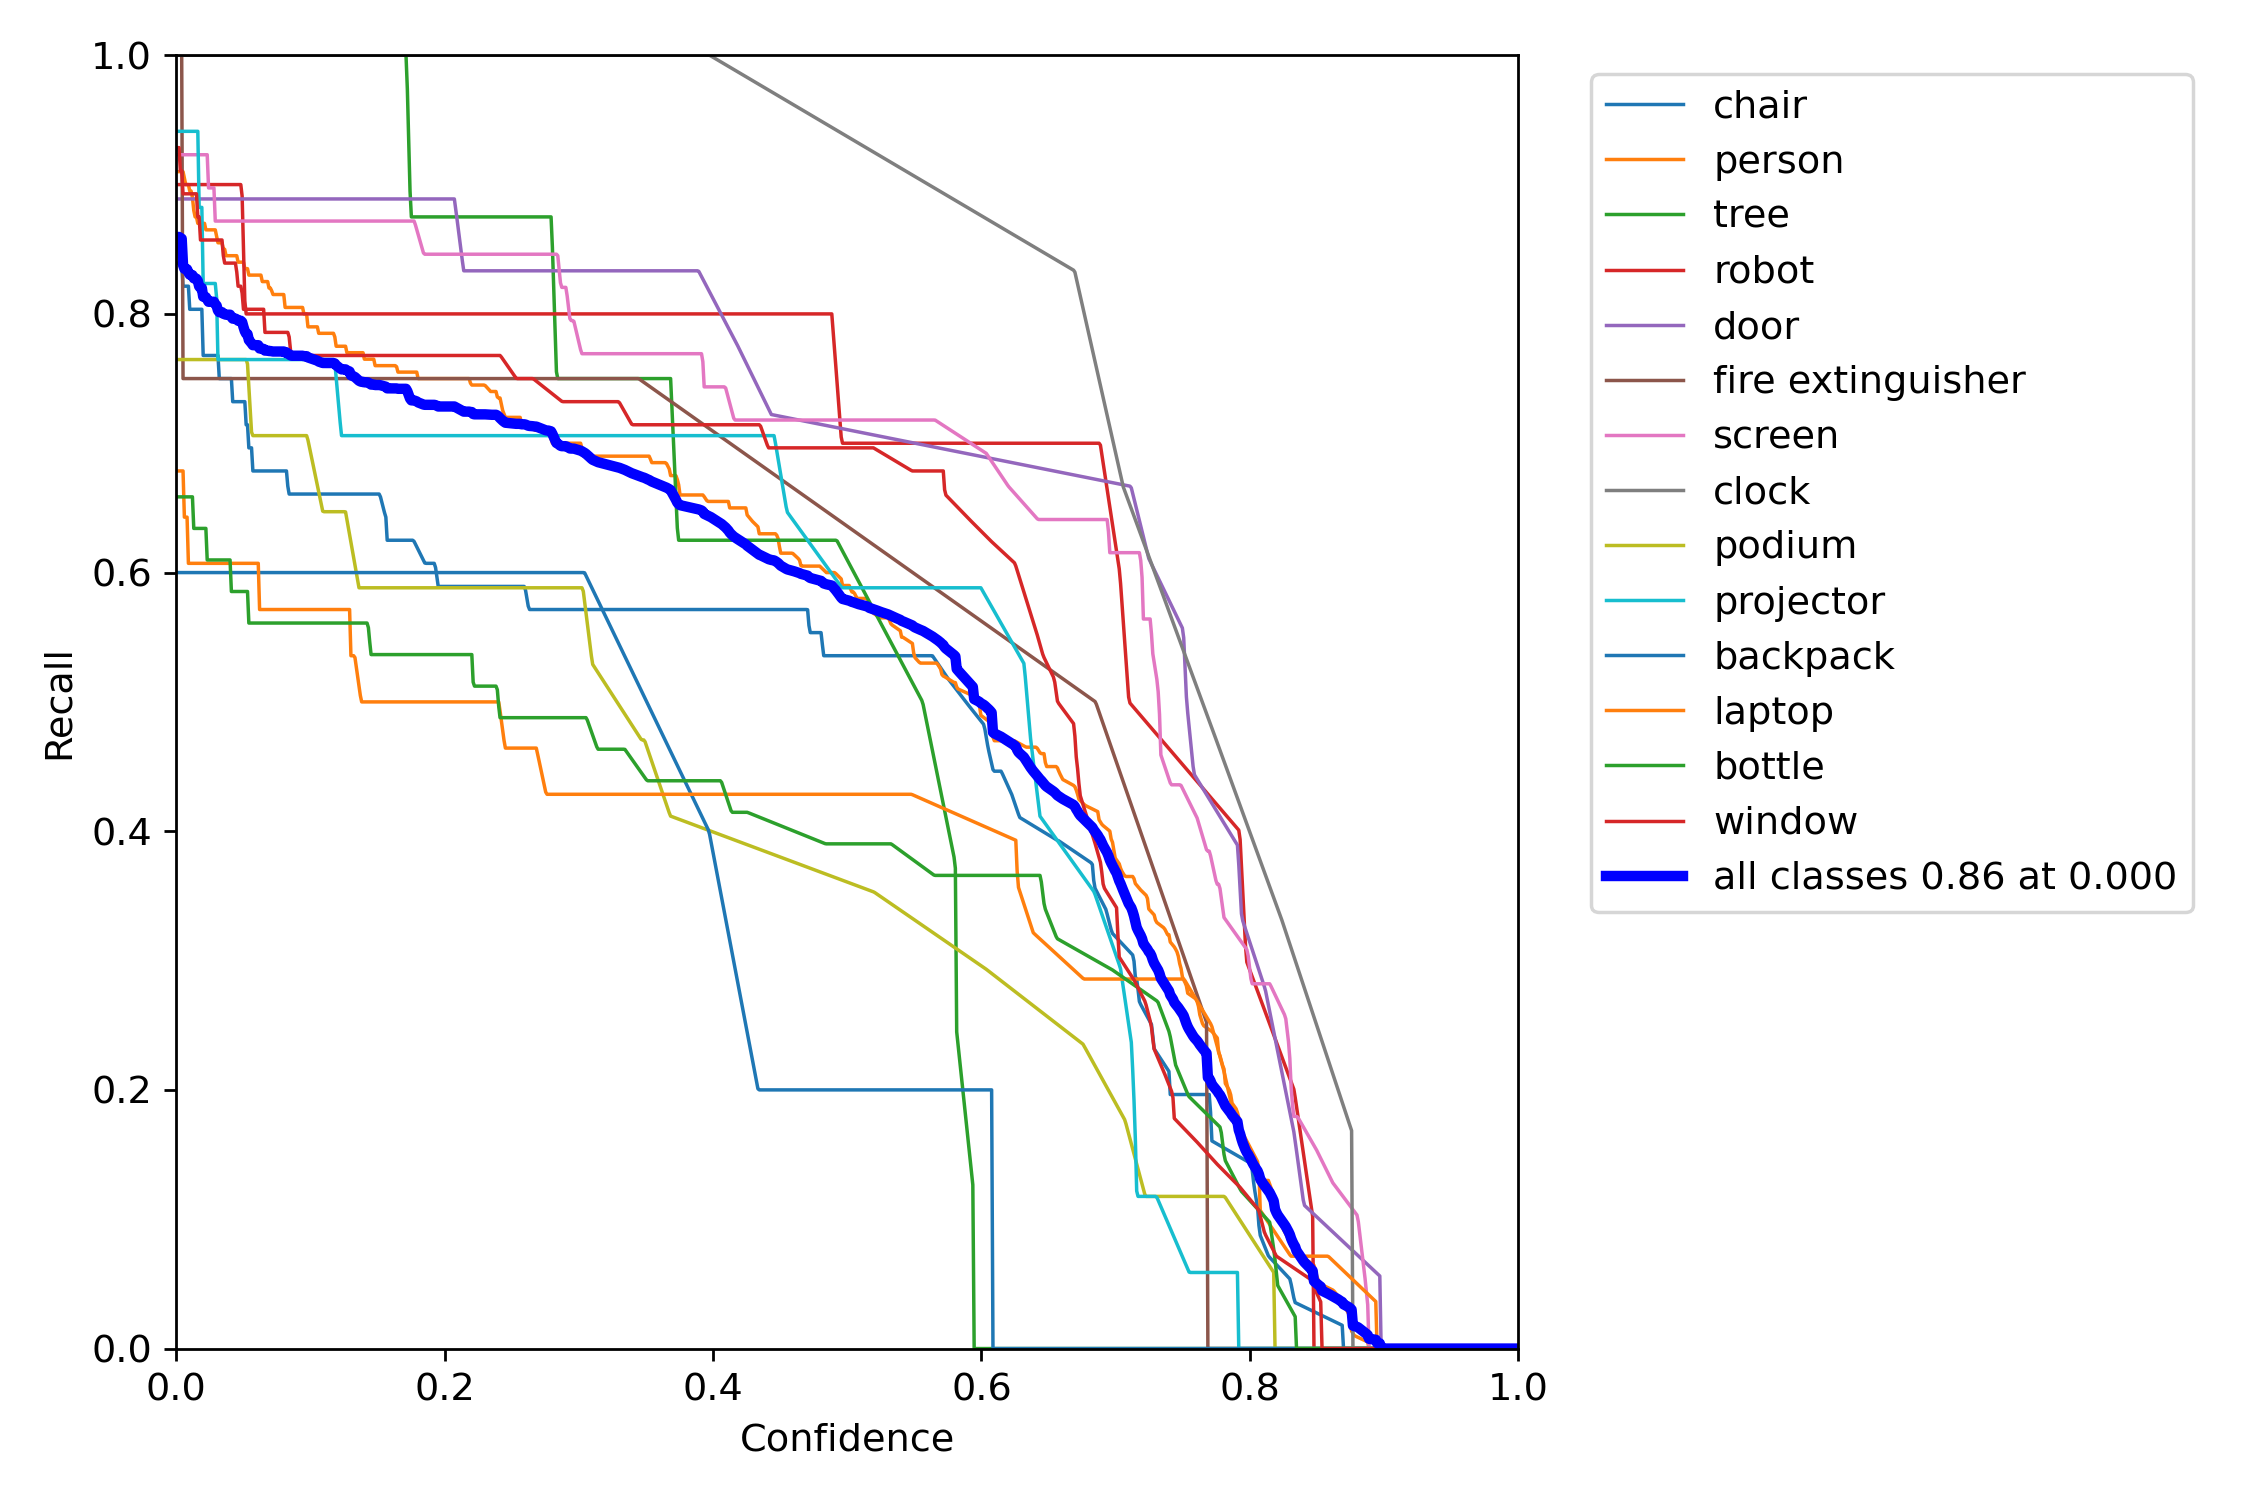 1.0
0.8
0.6
0.4
0.2
0.0
Recall
0.0 0.2 0.4 0.6 0.8 1.0
Confidence
chair
person
tree
robot
door
fire extinguisher
screen
clock
podium
projector
backpack
laptop
bottle
window
all classes 0.86 at 0.000